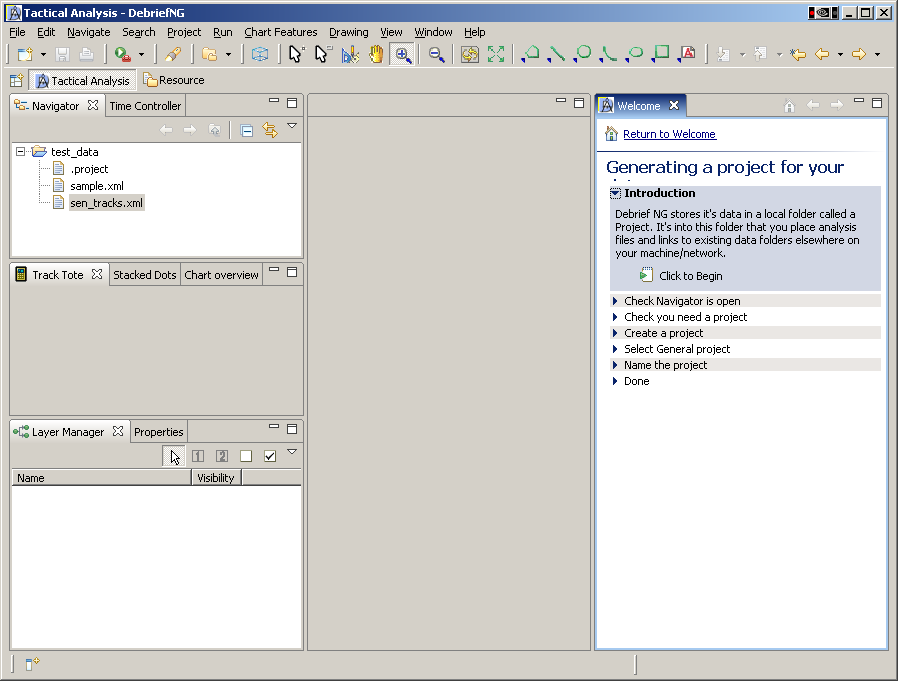 Tactical Analysis - DebriefNG
File Edit Navigate Search Project Run Chart Features Drawing View Window Help
Tactical Analysis Resource
Navigator Time Controller
test_data
.project
sample.xml
sen_tracks.xml
Track Tote Stacked Dots Chart overview
Layer Manager Properties
1 2
Name Visibility
Welcome
Return to Welcome
Generating a project for your
Introduction
Debrief NG stores it's data in a local folder called a
Project. It's into this folder that you place analysis
files and links to existing data folders elsewhere on
your machine/network.
Click to Begin
Check Navigator is open
Check you need a project
Create a project
Select General project
Name the project
Done